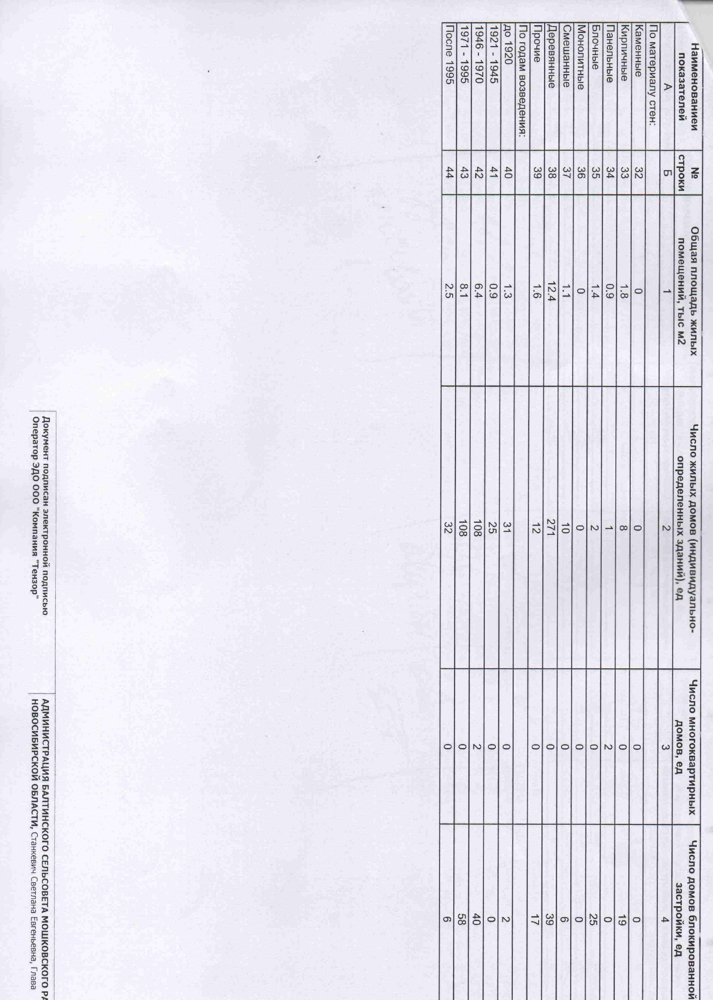 Наименованиеи показателей | № строки | Общая площадь жилых помещений, тыс м2 | Число жилых домов (индивидуально-определенных зданий), ед | Число многоквартирных домов, ед | Число домов блокированной застройки, ед
А | Б | 1 | 2 | 3 | 4
По материалу стен:
Каменные | 32 | 0 | 0 | 0 | 0
Кирпичные | 33 | 1.8 | 8 | 0 | 19
Панельные | 34 | 0.9 | 1 | 2 | 0
Блочные | 35 | 1.4 | 2 | 0 | 25
Монолитные | 36 | 0 | 0 | 0 | 0
Смешанные | 37 | 1.1 | 10 | 0 | 6
Деревянные | 38 | 12.4 | 271 | 0 | 39
Прочие | 39 | 1.6 | 12 | 0 | 17
По годам возведения:
до 1920 | 40 | 1.3 | 31 | 0 | 2
1921 - 1945 | 41 | 0.9 | 25 | 0 | 0
1946 - 1970 | 42 | 6.4 | 108 | 2 | 40
1971 - 1995 | 43 | 8.1 | 108 | 0 | 58
После 1995 | 44 | 2.5 | 32 | 0 | 6
Документ подписан электронной подписью
Оператор ЭДО ООО "Компания "Тензор"
АДМИНИСТРАЦИЯ БАЛТИНСКОГО СЕЛЬСОВЕТА МОШКОВСКОГО РА
НОВОСИБИРСКОЙ ОБЛАСТИ, Станкевич Светлана Евгеньевна, Глава